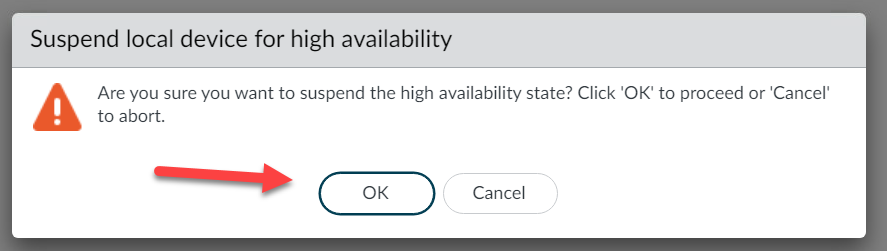 Suspend local device for high availability
Are you sure you want to suspend the high availability state? Click 'OK' to proceed or 'Cancel'
to abort.
OK
Cancel